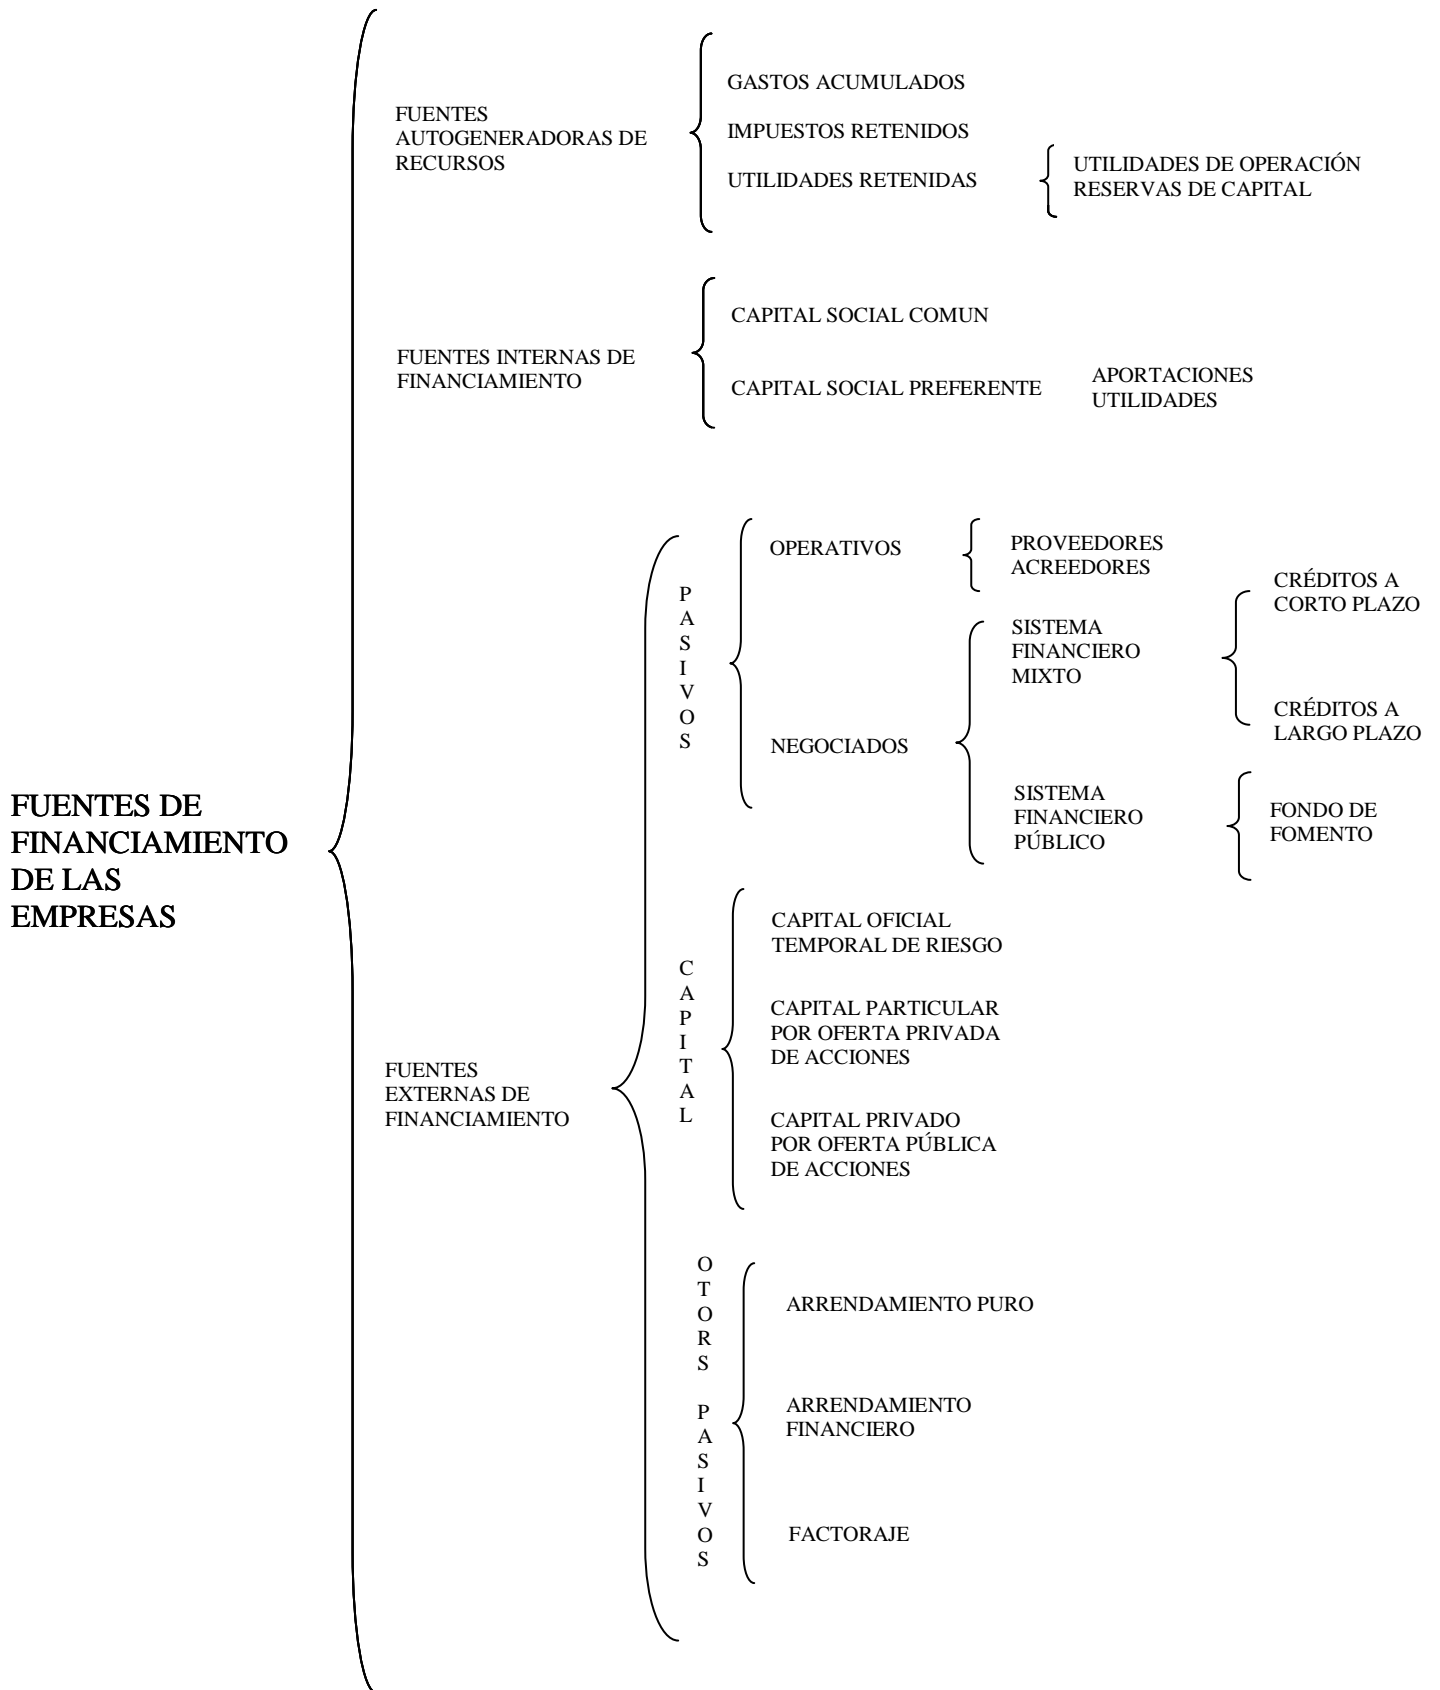 FUENTES DE
FINANCIAMIENTO
DE LAS
EMPRESAS
FUENTES
AUTOGENERADORAS DE
RECURSOS
GASTOS ACUMULADOS
IMPUESTOS RETENIDOS
UTILIDADES RETENIDAS
UTILIDADES DE OPERACIÓN
RESERVAS DE CAPITAL
FUENTES INTERNAS DE
FINANCIAMIENTO
CAPITAL SOCIAL COMUN
CAPITAL SOCIAL PREFERENTE
APORTACIONES
UTILIDADES
FUENTES
EXTERNAS DE
FINANCIAMIENTO
PASIVOS
OPERATIVOS
PROVEEDORES
ACREEDORES
NEGOCIADOS
SISTEMA
FINANCIERO
MIXTO
CRÉDITOS A
CORTO PLAZO
CRÉDITOS A
LARGO PLAZO
SISTEMA
FINANCIERO
PÚBLICO
FONDO DE
FOMENTO
CAPITAL
CAPITAL OFICIAL
TEMPORAL DE RIESGO
CAPITAL PARTICULAR
POR OFERTA PRIVADA
DE ACCIONES
CAPITAL PRIVADO
POR OFERTA PÚBLICA
DE ACCIONES
OTORS PASIVOS
ARRENDAMIENTO PURO
ARRENDAMIENTO
FINANCIERO
FACTORAJE